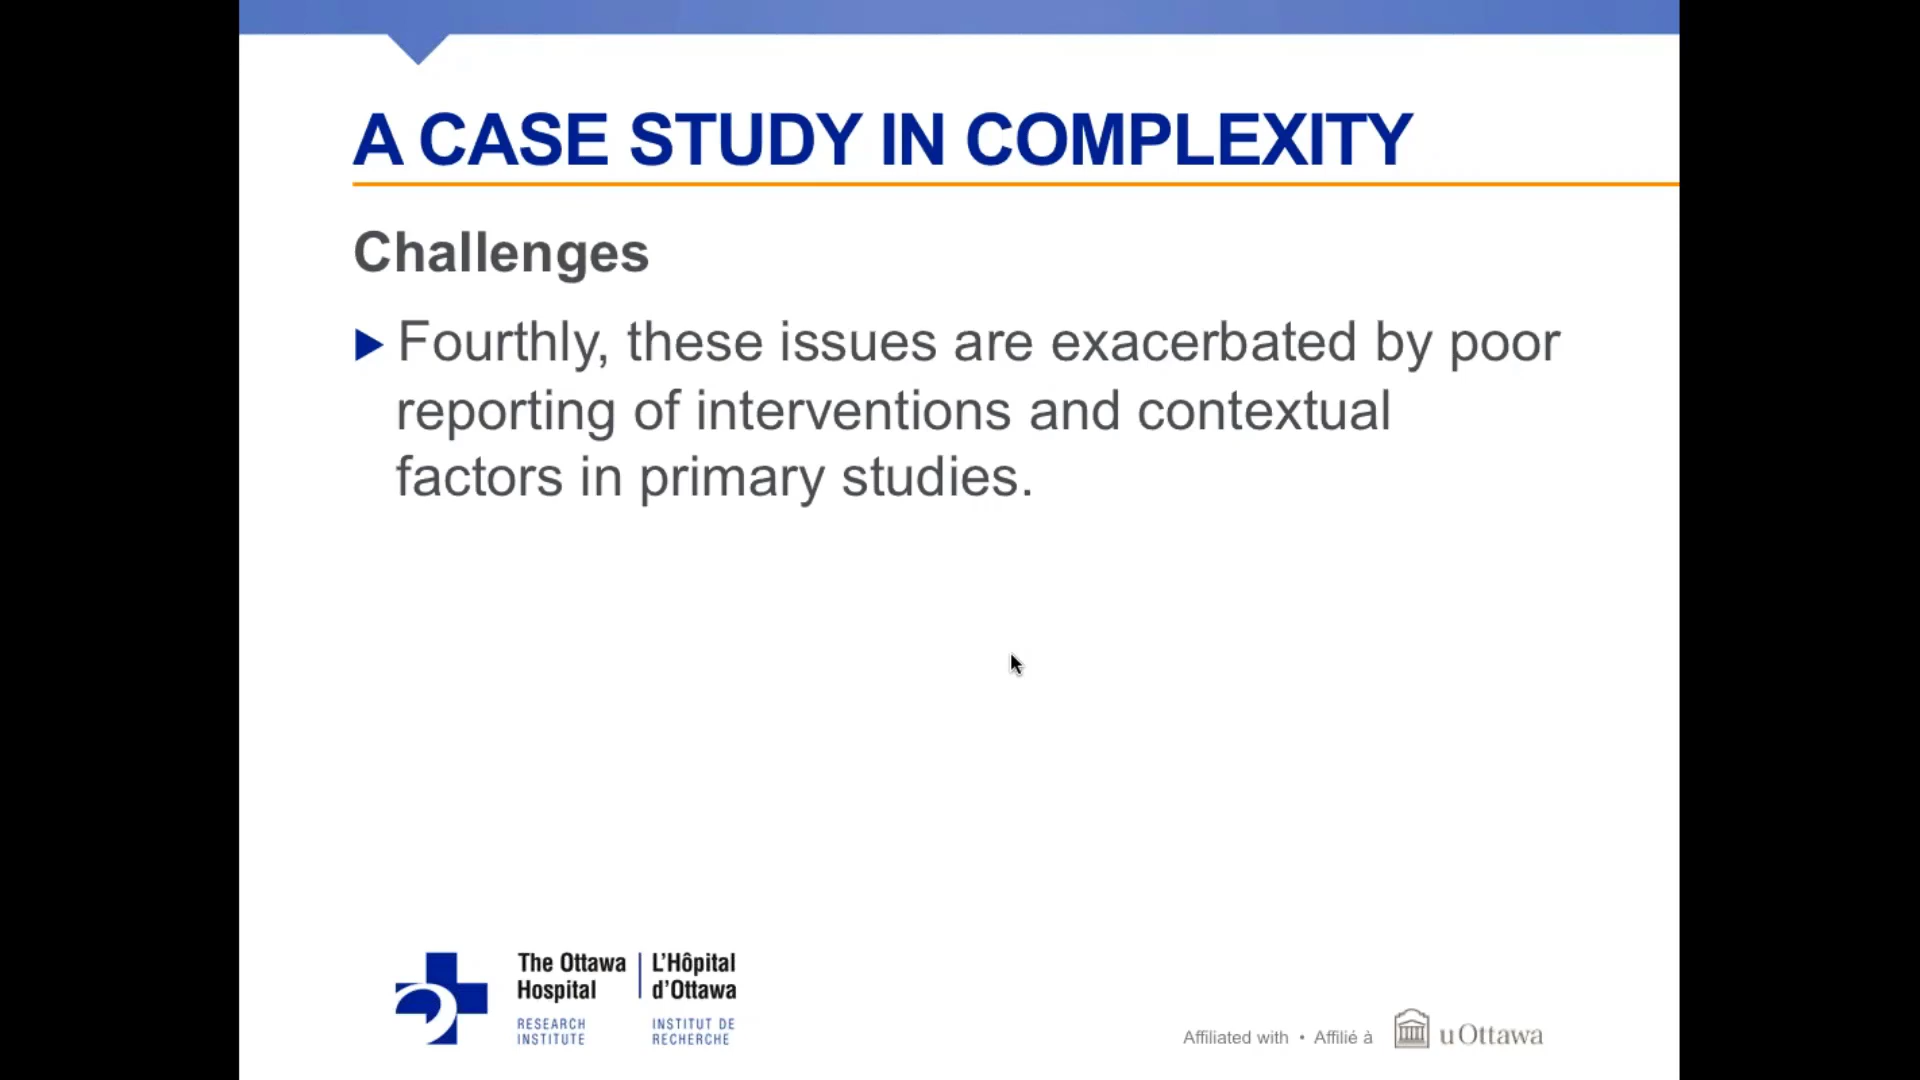 A CASE STUDY IN COMPLEXITY
Challenges
Fourthly, these issues are exacerbated by poor
reporting of interventions and contextual
factors in primary studies.
The Ottawa
Hospital
RESEARCH
INSTITUTE
L'Hôpital
d'Ottawa
INSTITUT DE
RECHERCHE
Affiliated with • Affilié à
uOttawa